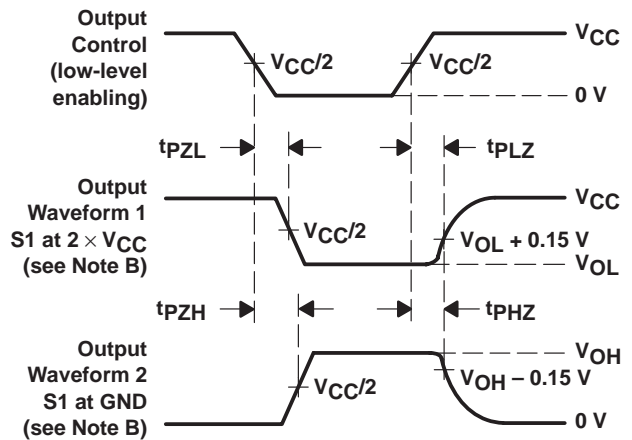 Output
Control
(low-level
enabling)
VCC/2
VCC/2
VCC
0 V
tPZL
tPLZ
Output
Waveform 1
S1 at 2 × VCC
(see Note B)
VCC/2
VCC
VOL + 0.15 V
VOL
tPZH
tPHZ
Output
Waveform 2
S1 at GND
(see Note B)
VCC/2
VOH
VOH – 0.15 V
0 V